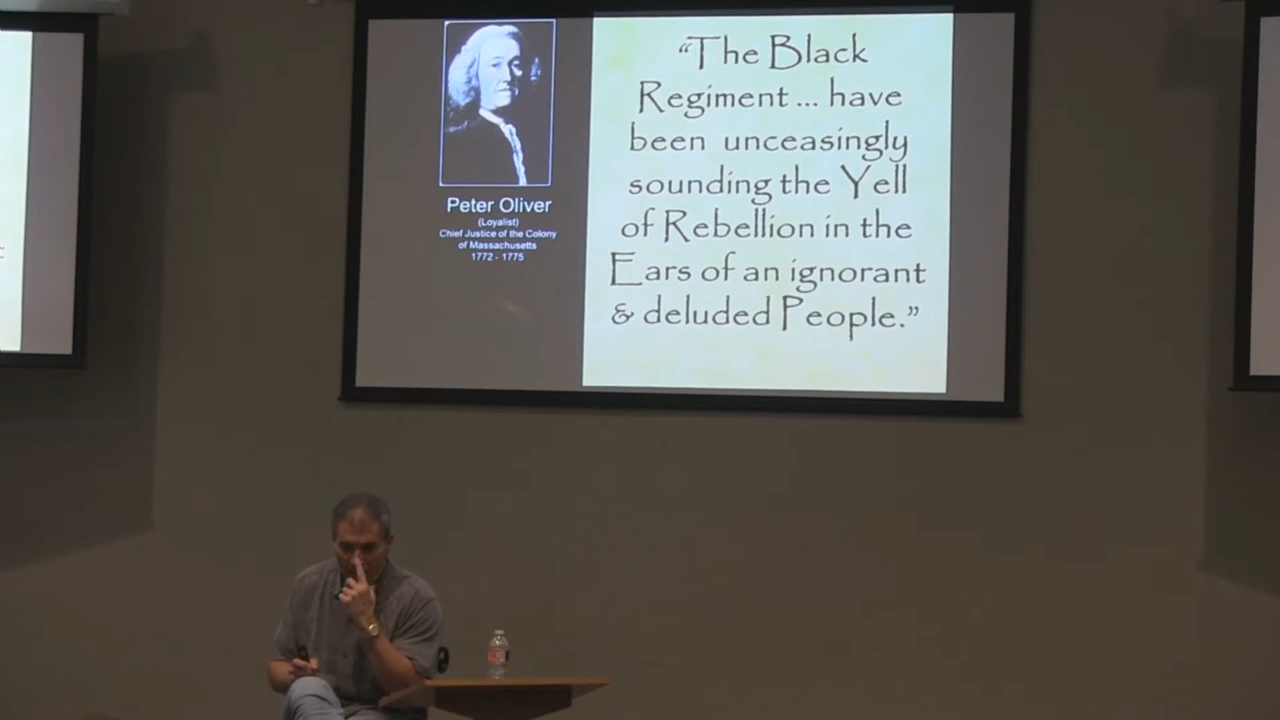 Peter Oliver
(Loyalist)
Chief Justice of the Colony
of Massachusetts
1772 - 1775
“The Black
Regiment ... have
been unceasingly
sounding the Yell
of Rebellion in the
Ears of an ignorant
& deluded People.”